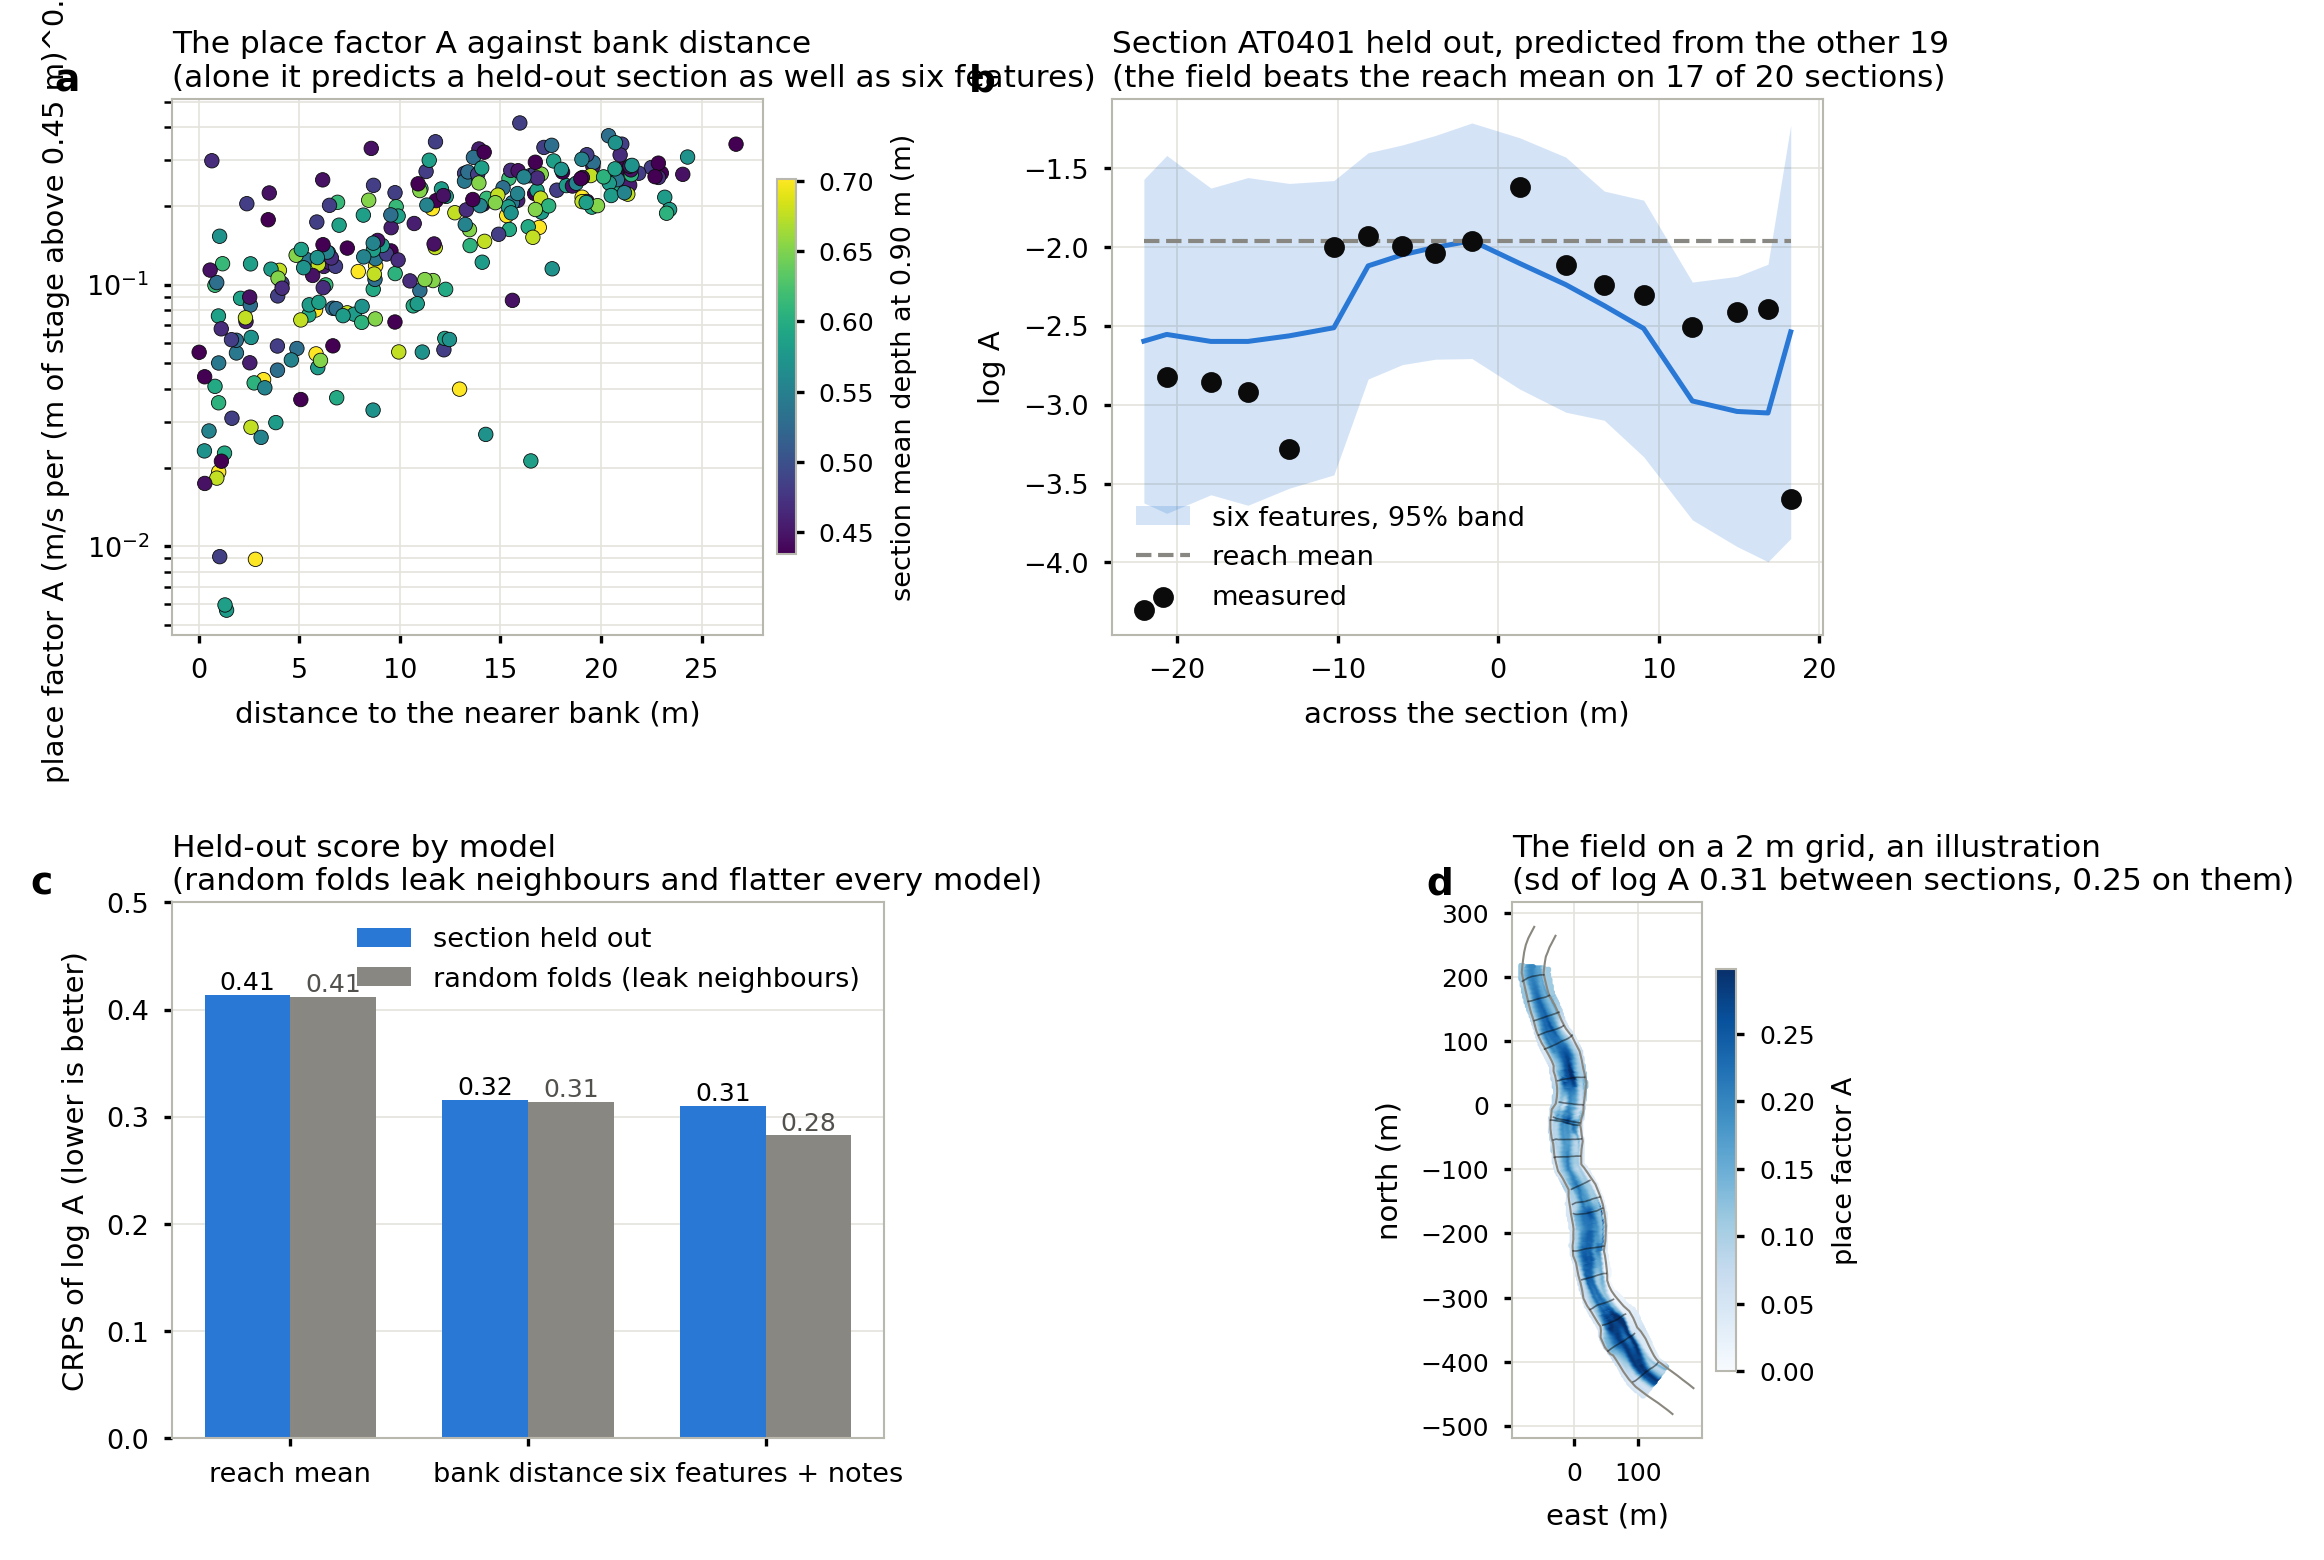 a
The place factor A against bank distance
(alone it predicts a held-out section as well as six features)
place factor A (m/s per (m of stage above 0.45 m)^0.
10⁻¹
10⁻²
0 5 10 15 20 25
distance to the nearer bank (m)
0.70
0.65
0.60
0.55
0.50
0.45
section mean depth at 0.90 m (m)
b
Section AT0401 held out, predicted from the other 19
(the field beats the reach mean on 17 of 20 sections)
log A
−1.5
−2.0
−2.5
−3.0
−3.5
−4.0
six features, 95% band
reach mean
measured
−20 −10 0 10 20
across the section (m)
c
Held-out score by model
(random folds leak neighbours and flatter every model)
CRPS of log A (lower is better)
0.5
0.4
0.3
0.2
0.1
0.0
section held out
random folds (leak neighbours)
0.41 0.41
0.32 0.31
0.31 0.28
reach mean bank distance six features + notes
d
The field on a 2 m grid, an illustration
(sd of log A 0.31 between sections, 0.25 on them)
north (m)
300
200
100
0
−100
−200
−300
−400
−500
0 100
east (m)
0.25
0.20
0.15
0.10
0.05
0.00
place factor A